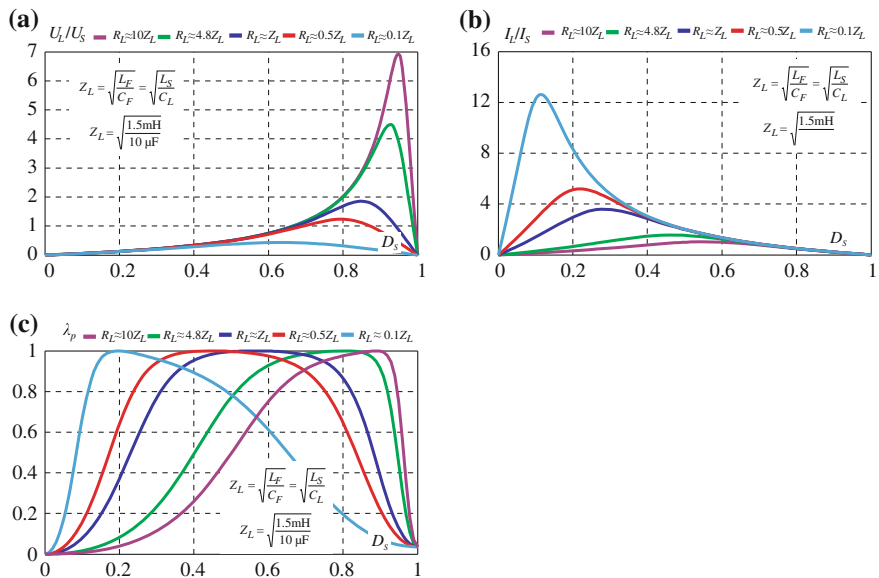 (a)
U_L/U_S R_L≈10Z_L R_L≈4.8Z_L R_L≈Z_L R_L≈0.5Z_L R_L≈0.1Z_L
7
6
5
4
3
2
1
0
Z_L = √(L_F/C_F) = √(L_S/C_L)
Z_L = √(1.5mH/10 µF)
D_s
0 0.2 0.4 0.6 0.8 1
(b)
I_L/I_S R_L≈10Z_L R_L≈4.8Z_L R_L≈Z_L R_L≈0.5Z_L R_L≈0.1Z_L
16
12
8
4
0
Z_L = √(L_F/C_F) = √(L_S/C_L)
Z_L = √(1.5mH)
D_s
0 0.2 0.4 0.6 0.8 1
(c)
λ_p R_L≈10Z_L R_L≈4.8Z_L R_L≈Z_L R_L≈0.5Z_L R_L≈ 0.1Z_L
1
0.8
0.6
0.4
0.2
0
Z_L = √(L_F/C_F) = √(L_S/C_L)
Z_L = √(1.5mH/10 µF)
D_s
0 0.2 0.4 0.6 0.8 1